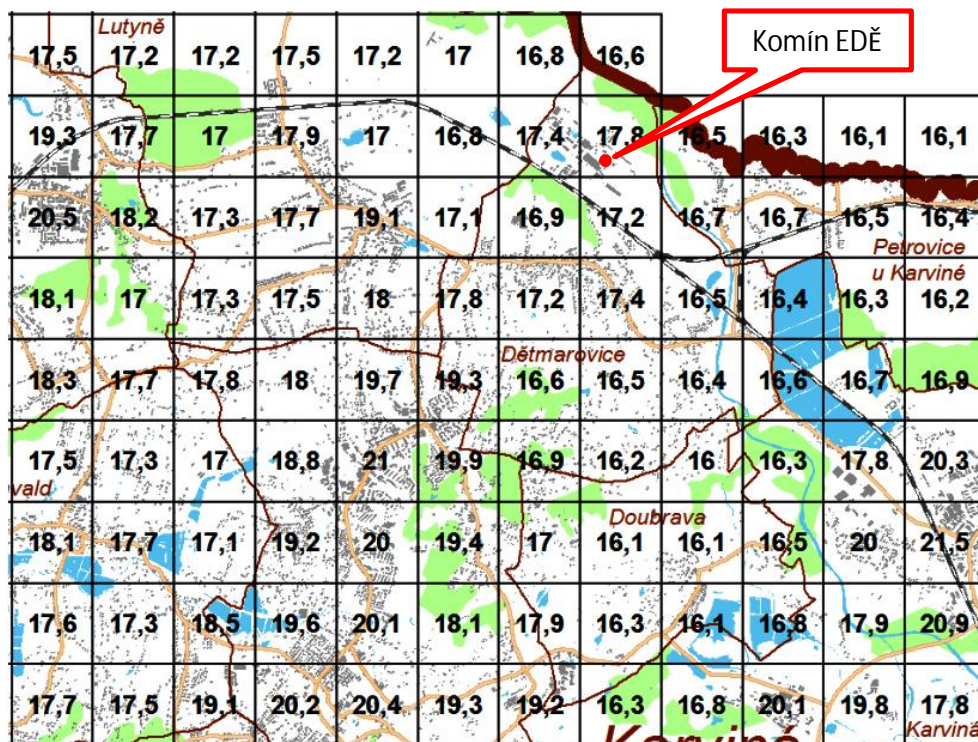 Lutyně
Komín EDĚ
17,5 17,2 17,2 17,5 17,2 17 16,8 16,6
19,3 17,7 17 17,9 17 16,8 17,4 17,8 16,5 16,3 16,1 16,1
20,5 18,2 17,3 17,7 19,1 17,1 16,9 17,2 16,7 16,7 16,5 16,4
Petrovice
u Karviné
18,1 17 17,3 17,5 18 17,8 17,2 17,4 16,5 16,4 16,3 16,2
Dětmarovice
18,3 17,7 17,8 18 19,7 19,3 16,6 16,5 16,4 16,6 16,7 16,9
17,5 17,3 17 18,8 21 19,9 16,9 16,2 16 16,3 17,8 20,3
vald
Doubrava
18,1 17,7 17,1 19,2 20 19,4 17 16,1 16,1 16,5 20 21,5
17,6 17,3 18,5 19,6 20,1 18,1 17,9 16,3 16,1 16,8 17,9 20,9
17,7 17,5 19,1 20,2 20,4 19,3 19,2 16,3 16,8 20,1 19,8 17,8
Karviná
Karviná